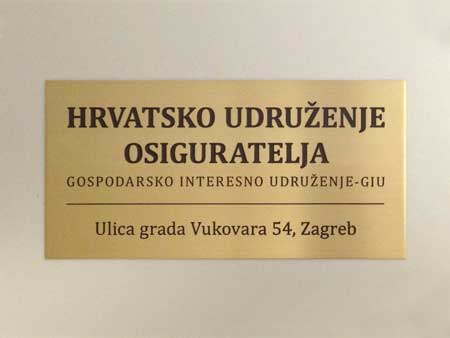 HRVATSKO UDRUŽENJE
OSIGURATELJA
GOSPODARSKO INTERESNO UDRUŽENJE-GIU
Ulica grada Vukovara 54, Zagreb